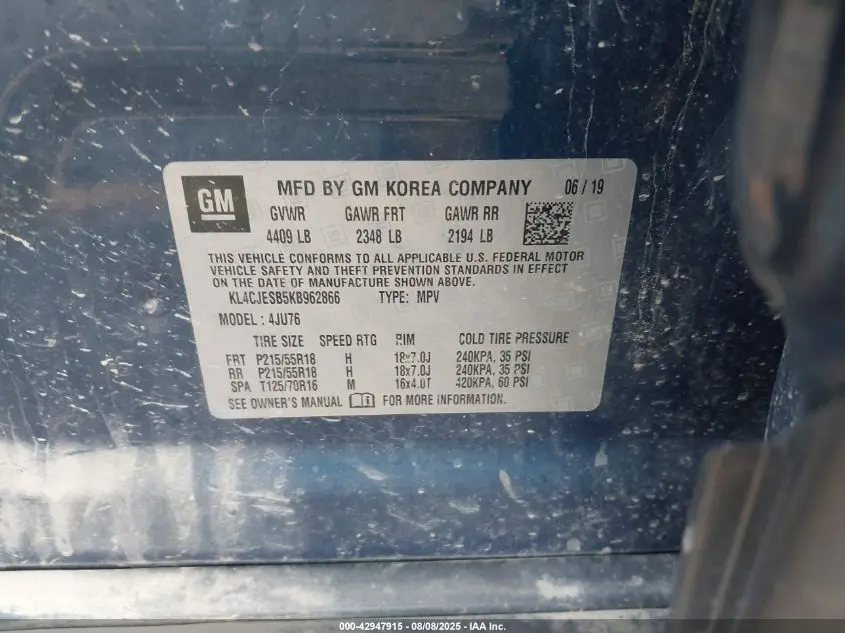 GM
MFD BY GM KOREA COMPANY 06 / 19
GVWR GAWR FRT GAWR RR
4409 LB 2348 LB 2194 LB
THIS VEHICLE CONFORMS TO ALL APPLICABLE U.S. FEDERAL MOTOR
VEHICLE SAFETY AND THEFT PREVENTION STANDARDS IN EFFECT
ON THE DATE OF MANUFACTURE SHOWN ABOVE.
KL4CJESB5KB962866 TYPE: MPV
MODEL : 4JU76
TIRE SIZE SPEED RTG RIM COLD TIRE PRESSURE
FRT P215/55R18 H 18x7.0J 240KPA, 35 PSI
RR P215/55R18 H 18x7.0J 240KPA, 35 PSI
SPA T125/70R16 M 16x4.0T 420KPA, 60 PSI
SEE OWNER'S MANUAL FOR MORE INFORMATION.
000-42947915 - 08/08/2025 - IAA Inc.